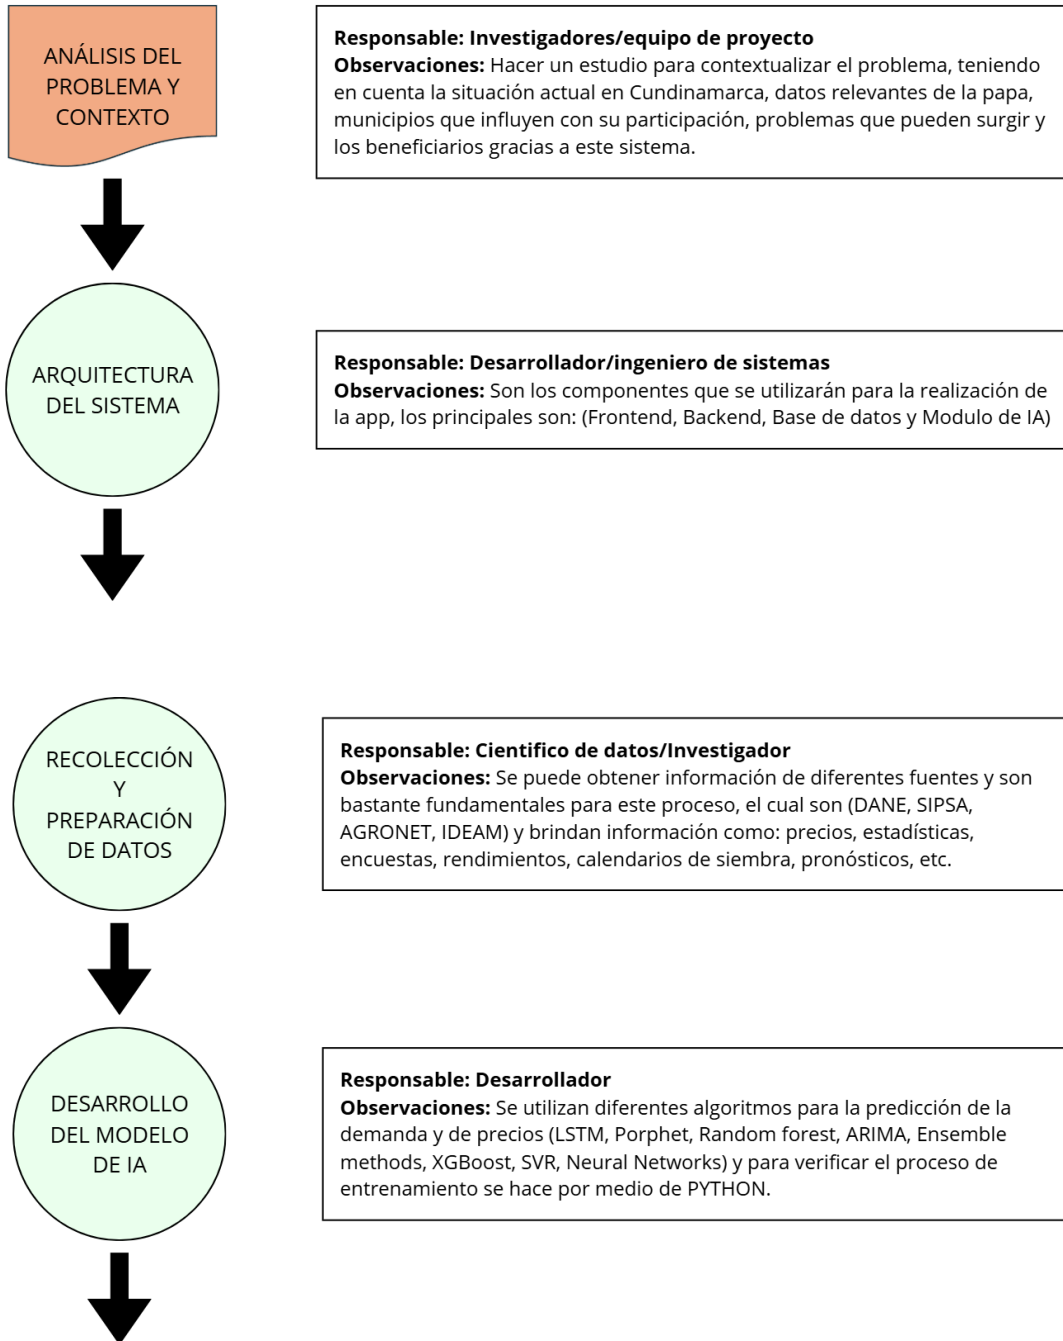 ANÁLISIS DEL
PROBLEMA Y
CONTEXTO
Responsable: Investigadores/equipo de proyecto
Observaciones: Hacer un estudio para contextualizar el problema, teniendo
en cuenta la situación actual en Cundinamarca, datos relevantes de la papa,
municipios que influyen con su participación, problemas que pueden surgir y
los beneficiarios gracias a este sistema.
ARQUITECTURA
DEL SISTEMA
Responsable: Desarrollador/ingeniero de sistemas
Observaciones: Son los componentes que se utilizarán para la realización de
la app, los principales son: (Frontend, Backend, Base de datos y Modulo de IA)
RECOLECCIÓN
Y
PREPARACIÓN
DE DATOS
Responsable: Cientifico de datos/Investigador
Observaciones: Se puede obtener información de diferentes fuentes y son
bastante fundamentales para este proceso, el cual son (DANE, SIPSA,
AGRONET, IDEAM) y brindan información como: precios, estadísticas,
encuestas, rendimientos, calendarios de siembra, pronósticos, etc.
DESARROLLO
DEL MODELO
DE IA
Responsable: Desarrollador
Observaciones: Se utilizan diferentes algoritmos para la predicción de la
demanda y de precios (LSTM, Porphet, Random forest, ARIMA, Ensemble
methods, XGBoost, SVR, Neural Networks) y para verificar el proceso de
entrenamiento se hace por medio de PYTHON.